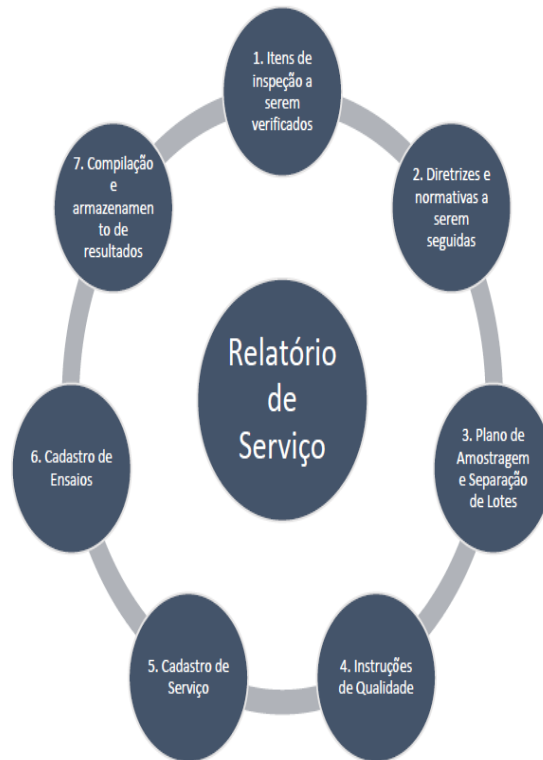 1. Itens de
inspeção a
serem
verificados
2. Diretrizes e
normativas a
serem
seguidas
3. Plano de
Amostragem
e Separação
de Lotes
4. Instruções
de Qualidade
5. Cadastro de
Serviço
6. Cadastro de
Ensaios
7. Compilação
e
armazenamen
to de
resultados
Relatório
de
Serviço